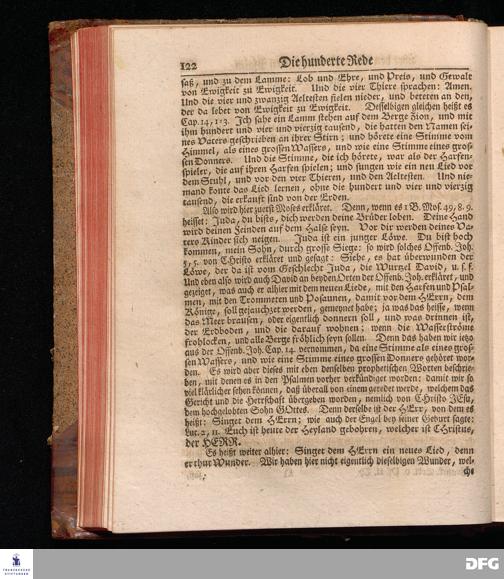 122 Die hunderte Rede
saß, und zu dem Lamme: Lob und Ehre, und Preis, und Gewalt
von Ewigkeit zu Ewigkeit. Und die vier Thiere sprachen: Amen.
Und die vier und zwanzig Aeltesten fielen nieder, und beteten an den,
der da lebet von Ewigkeit zu Ewigkeit. Desselbigen gleichen heißt es
Cap. 14, 1-3. Ich sahe ein Lamm stehen auf dem Berge Zion, und mit
ihm hundert und vier und vierzig tausend, die hatten den Namen sei-
nes Vaters geschrieben an ihrer Stirn; und hörete eine Stimme vom
Himmel, als eines grossen Wassers, und wie eine Stimme eines gros-
sen Donners. Und die Stimme, die ich hörete, war als der Harfen-
spieler, die auf ihren Harfen spielen; und sungen wie ein neu Lied vor
dem Stuhl, und vor den vier Thieren, und den Aeltesten. Und nie-
mand konte das Lied lernen, ohne die hundert und vier und vierzig
tausend, die erkauft sind von der Erden.
Also wird hier zuerst Moses erkläret. Denn, wenn es 1 B. Mos. 49, 8. 9.
heisset: Juda, du bists, dich werden deine Brüder loben. Deine Hand
wird deinen Feinden auf dem Halse seyn. Vor dir werden deines Va-
ters Kinder sich neigen. Juda ist ein junger Löwe. Du bist hoch
kommen, mein Sohn, durch grosse Siege: so wird solches Offenb. Joh.
5, 5. von Christo erkläret und gesagt: Siehe, es hat überwunden der
Löwe, der da ist vom Geschlecht Juda, die Wurtzel David, u. s. f.
Und eben also wird auch David an beyden Orten der Offenb. Joh. erkläret, und
gezeiget, was auch er alhier mit dem neuen Liede, mit den Harfen und Psal-
men, mit den Trommeten und Posaunen, damit vor dem HErrn, dem
Könige, soll gejauchzet werden, gemeynet habe; ja was das heisse, wenn
das Meer brausen, oder eigentlich donnern soll, und was drinnen ist,
der Erdboden, und die darauf wohnen; wenn die Wasserströme
frohlocken, und alle Berge fröhlich seyn sollen. Denn das haben wir ietzo
aus der Offenb. Joh. Cap. 14. vernommen, da eine Stimme als eines gros-
sen Wassers, und wie eine Stimme eines grossen Donners gehöret wor-
den. Es wird aber dieses mit eben denselben prophetischen Worten beschrie-
ben, mit denen es in den Psalmen vorher verkündiget worden: damit wir so
viel klärlicher sehen können, daß überall von einem geredet werde, welchem das
Gericht und die Herrschaft übergeben worden, nemlich von Christo JEsu,
dem hochgelobten Sohn GOttes. Denn derselbe ist der HErr, von dem es
heißt: Singet dem HErrn; wie auch der Engel bey seiner Geburt sagte:
Luc. 2, 11. Euch ist heute der Heyland gebohren, welcher ist Christus,
der HERR.
Es heißt weiter alhier: Singet dem HErrn ein neues Lied, denn
er thut Wunder. Wir haben hier nicht eigentlich dieselbigen Wunder, wel-
che
FRANCKESCHE STIFTUNGEN
DFG